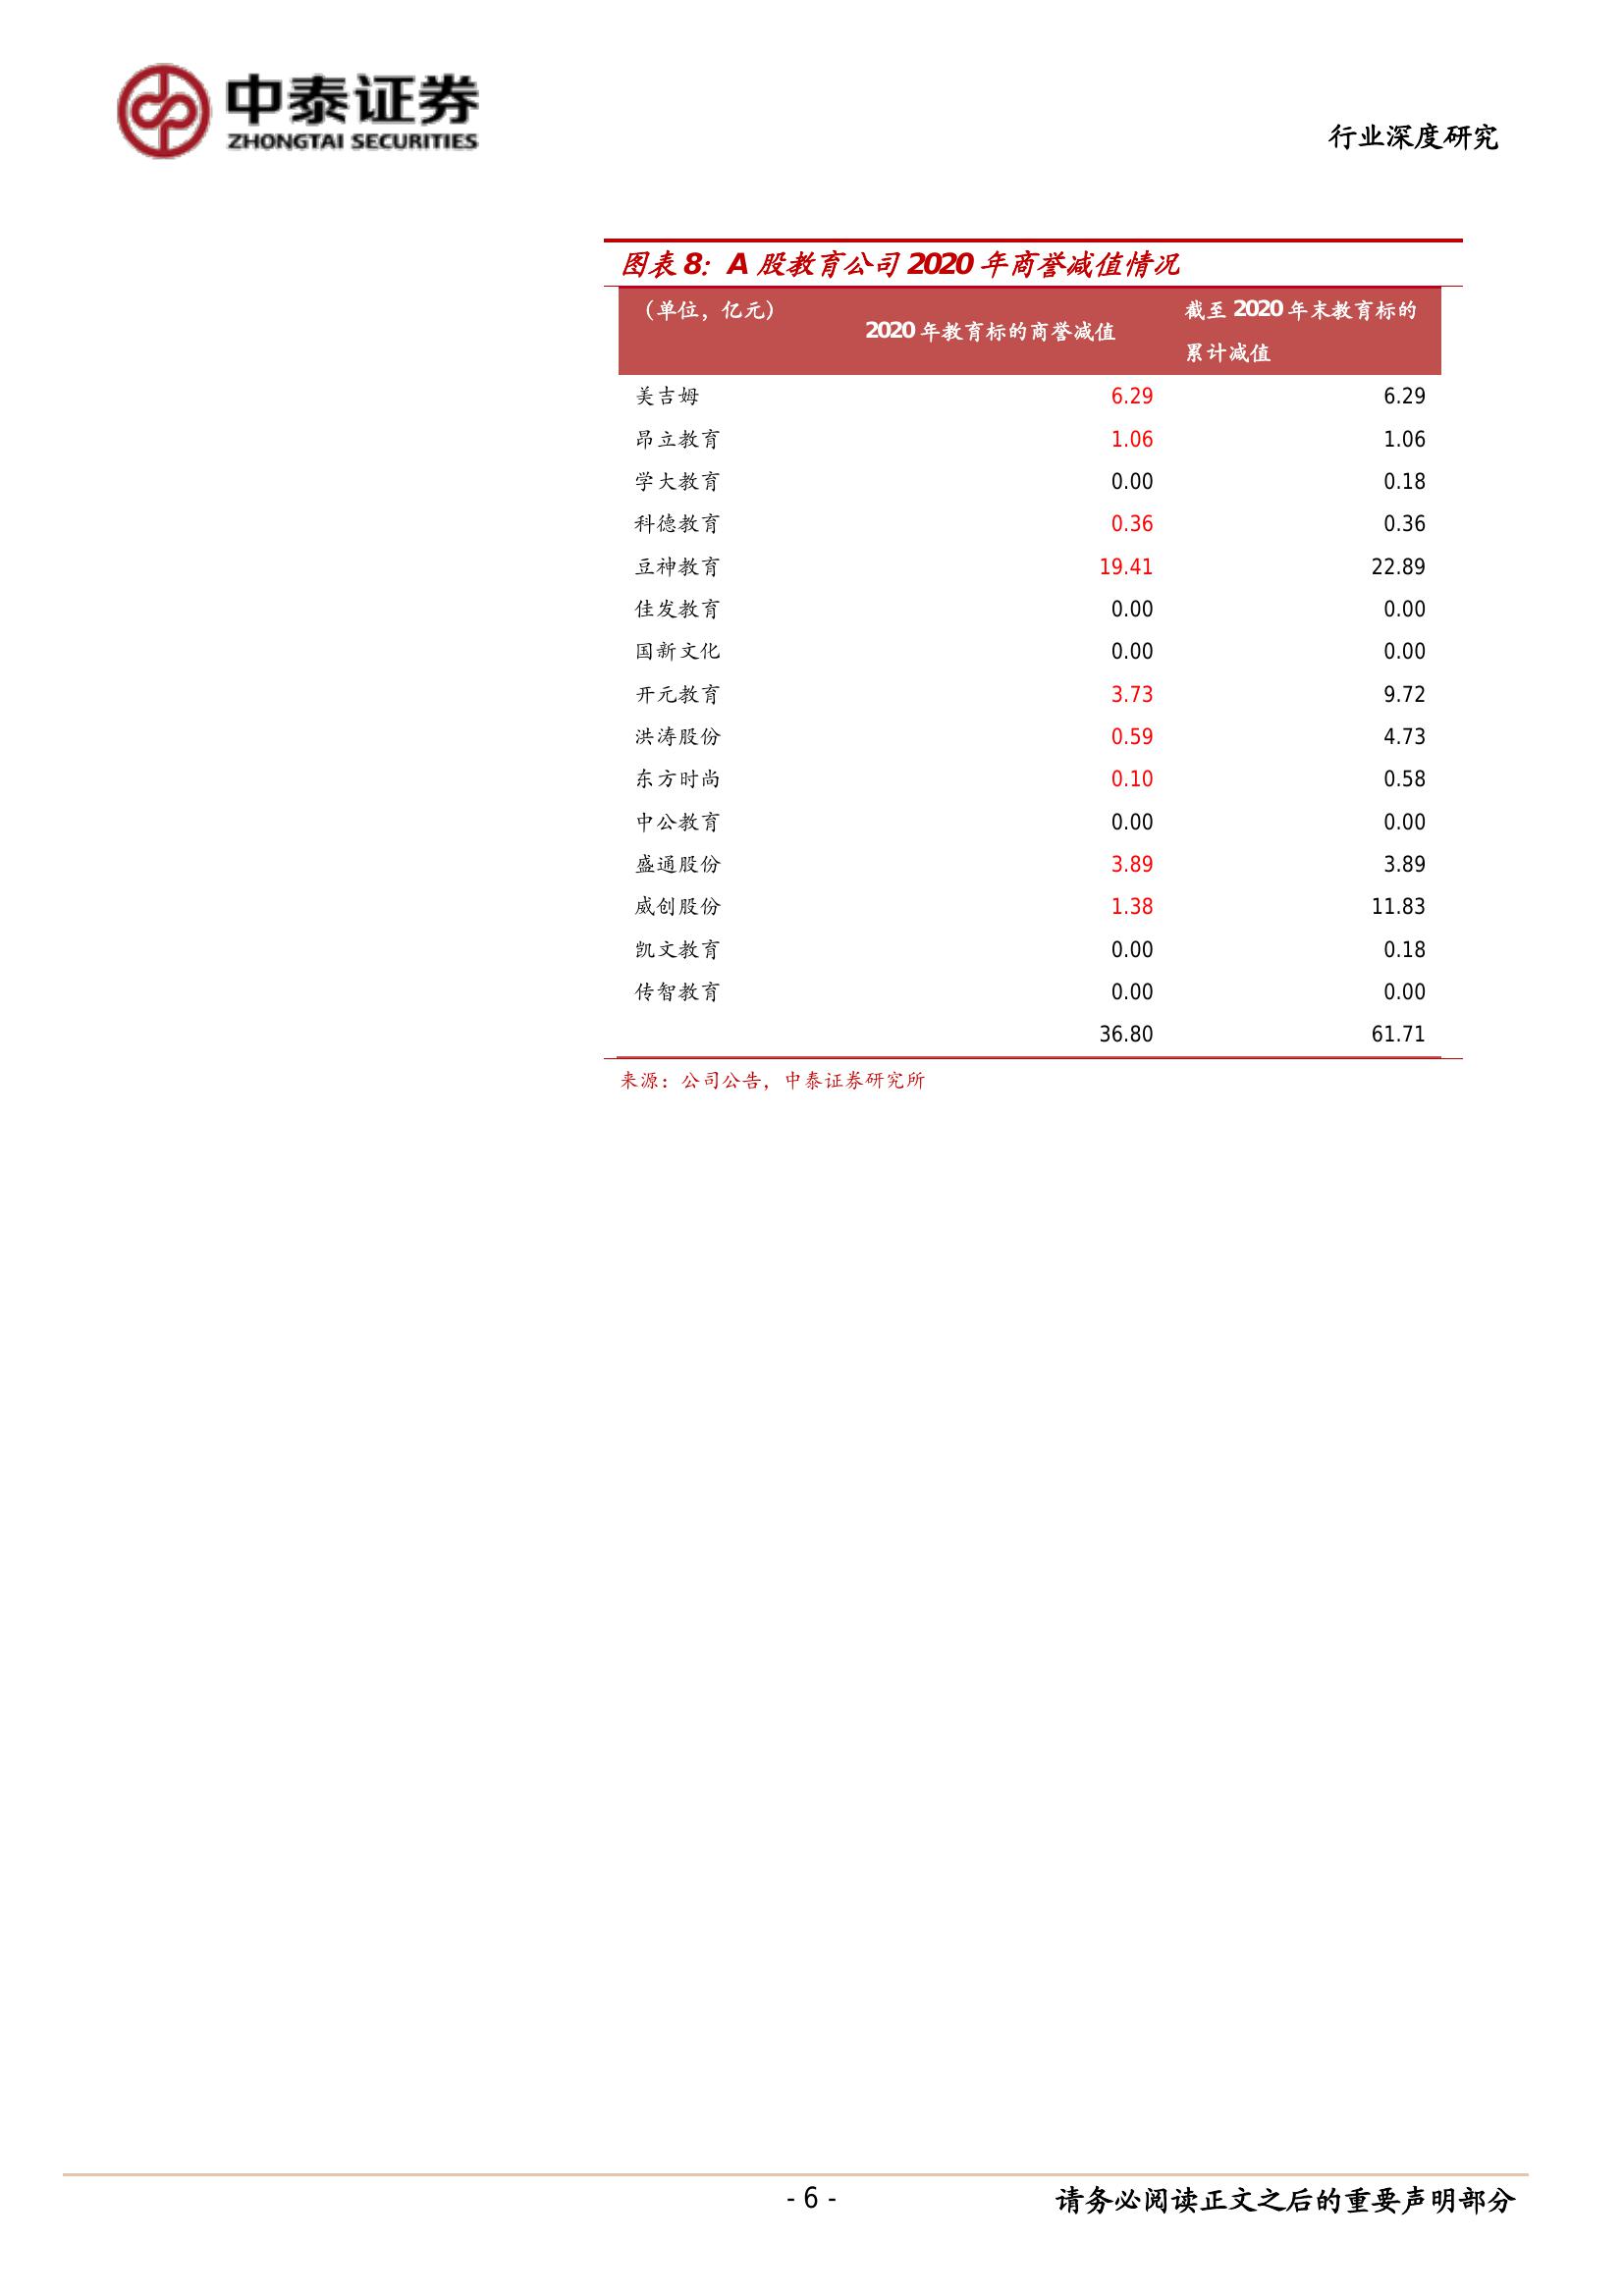 中泰证券
ZHONGTAI SECURITIES
行业深度研究
图表 8：A 股教育公司 2020 年商誉减值情况
（单位，亿元） 2020 年教育标的商誉减值 截至 2020 年末教育标的
累计减值
美吉姆 6.29 6.29
昂立教育 1.06 1.06
学大教育 0.00 0.18
科德教育 0.36 0.36
豆神教育 19.41 22.89
佳发教育 0.00 0.00
国新文化 0.00 0.00
开元教育 3.73 9.72
洪涛股份 0.59 4.73
东方时尚 0.10 0.58
中公教育 0.00 0.00
盛通股份 3.89 3.89
威创股份 1.38 11.83
凯文教育 0.00 0.18
传智教育 0.00 0.00
36.80 61.71
来源：公司公告，中泰证券研究所
- 6 -
请务必阅读正文之后的重要声明部分